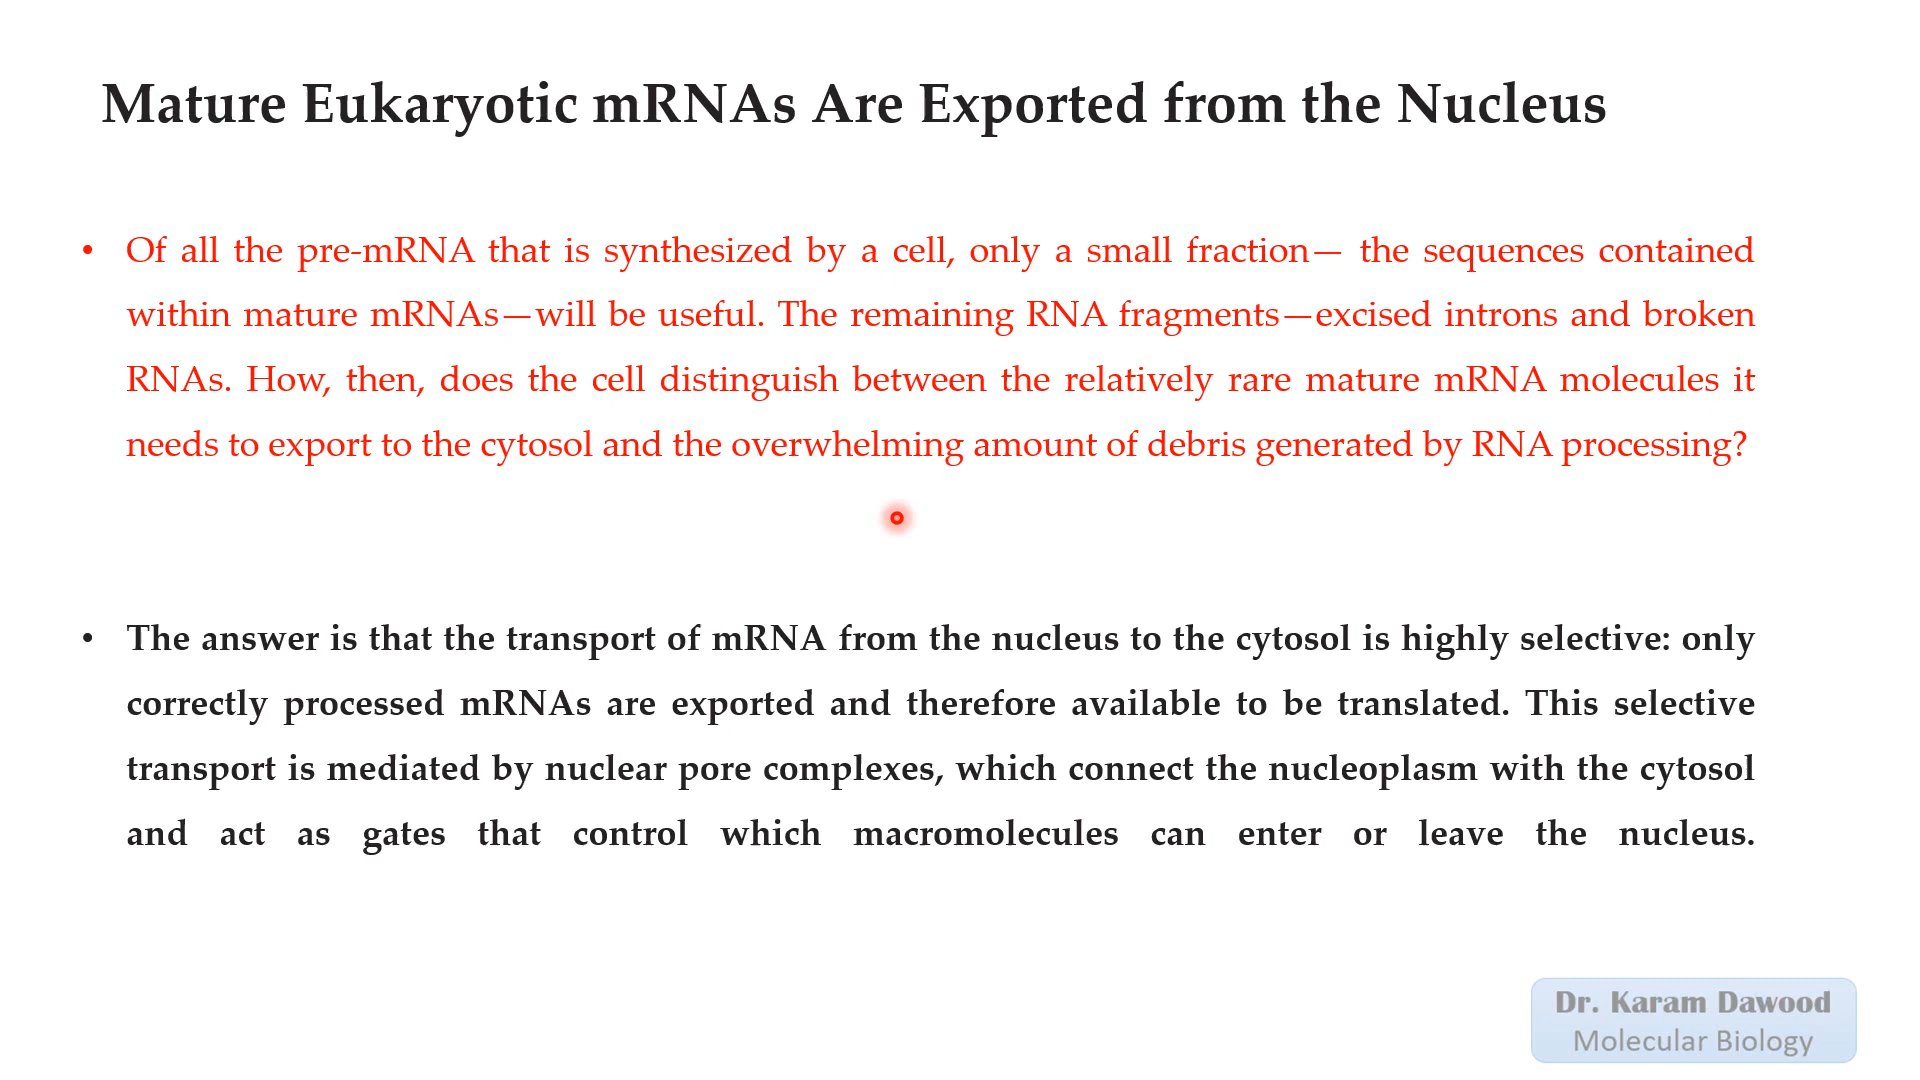 Mature Eukaryotic mRNAs Are Exported from the Nucleus
• Of all the pre-mRNA that is synthesized by a cell, only a small fraction— the sequences contained
within mature mRNAs—will be useful. The remaining RNA fragments—excised introns and broken
RNAs. How, then, does the cell distinguish between the relatively rare mature mRNA molecules it
needs to export to the cytosol and the overwhelming amount of debris generated by RNA processing?
• The answer is that the transport of mRNA from the nucleus to the cytosol is highly selective: only
correctly processed mRNAs are exported and therefore available to be translated. This selective
transport is mediated by nuclear pore complexes, which connect the nucleoplasm with the cytosol
and act as gates that control which macromolecules can enter or leave the nucleus.
Dr. Karam Dawood
Molecular Biology